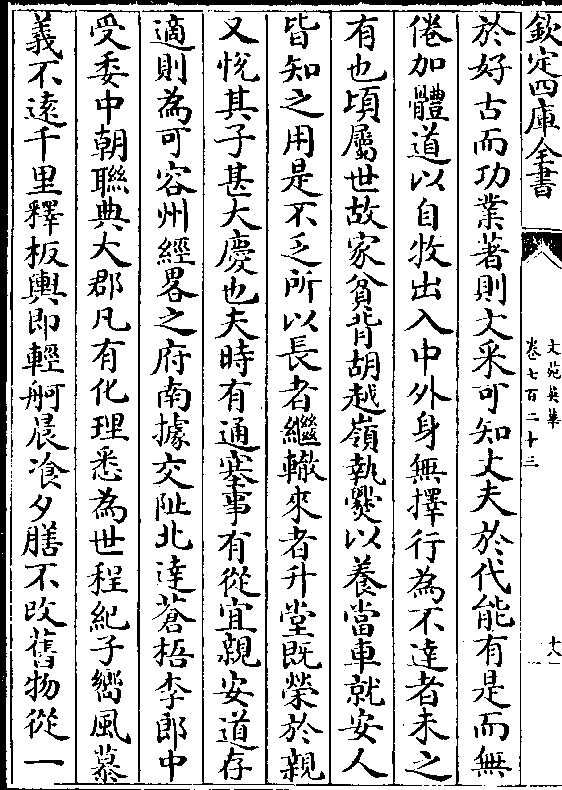 欽定四庫全書
文苑英華
卷七百二十三
十八
於好古而功業著則文采可知丈夫於代能有是而無
倦加體道以自牧出入中外身無擇行為不達者未之
有也頃屬世故家貧背胡越嶺執爨以養當車就安人
皆知之用是不乏所以長者繼轍來者升堂既榮於親
又悅其子甚大慶也夫時有通塞事有從宜親安道存
適則為可容州經畧之府南據交阯北達蒼梧李郎中
受委中朝聯典大郡凡有化理悉為世程紀子嚮風慕
義不遠千里釋板輿即輕舸晨飡夕膳不改舊物從一